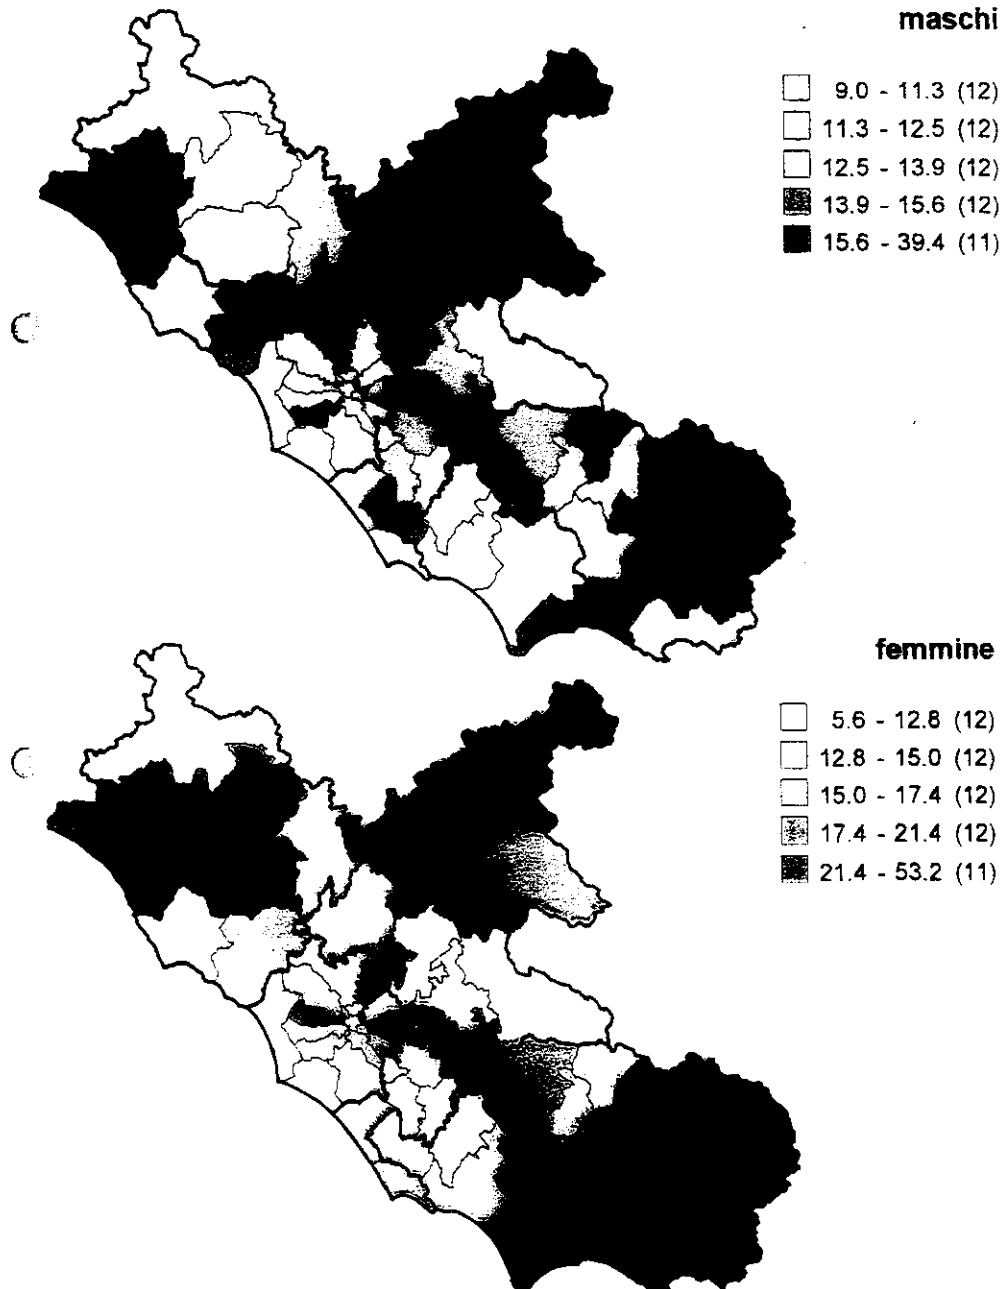 maschi
9.0 - 11.3 (12)
11.3 - 12.5 (12)
12.5 - 13.9 (12)
13.9 - 15.6 (12)
15.6 - 39.4 (11)
femmine
5.6 - 12.8 (12)
12.8 - 15.0 (12)
15.0 - 17.4 (12)
17.4 - 21.4 (12)
21.4 - 53.2 (11)